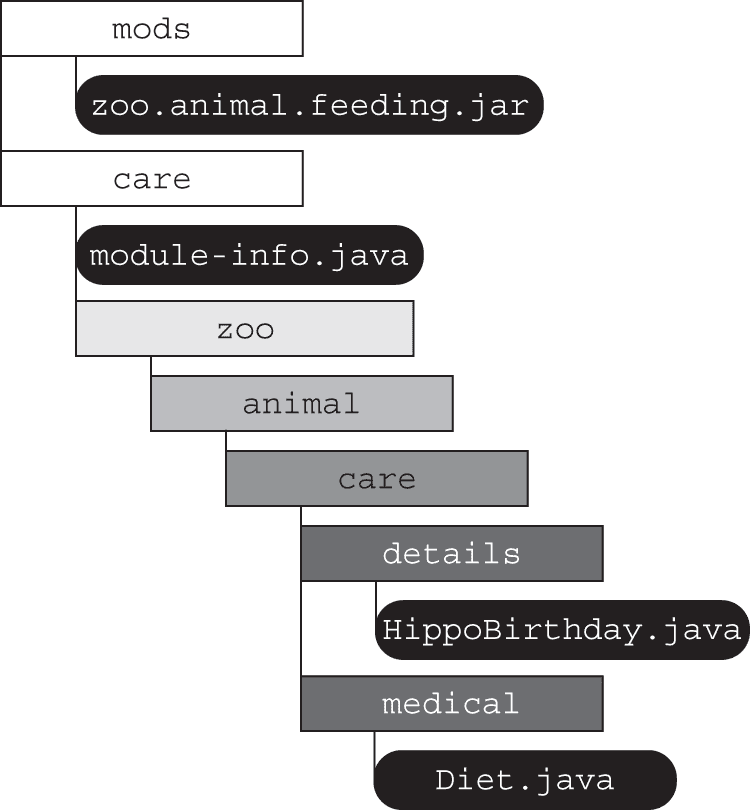 mods
zoo.animal.feeding.jar
care
module-info.java
zoo
animal
care
details
HippoBirthday.java
medical
Diet.java